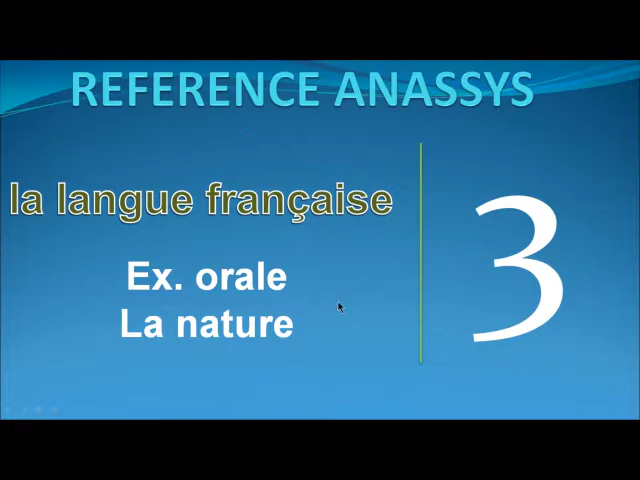 REFERENCE ANASSYS
la langue française
Ex. orale
La nature
3